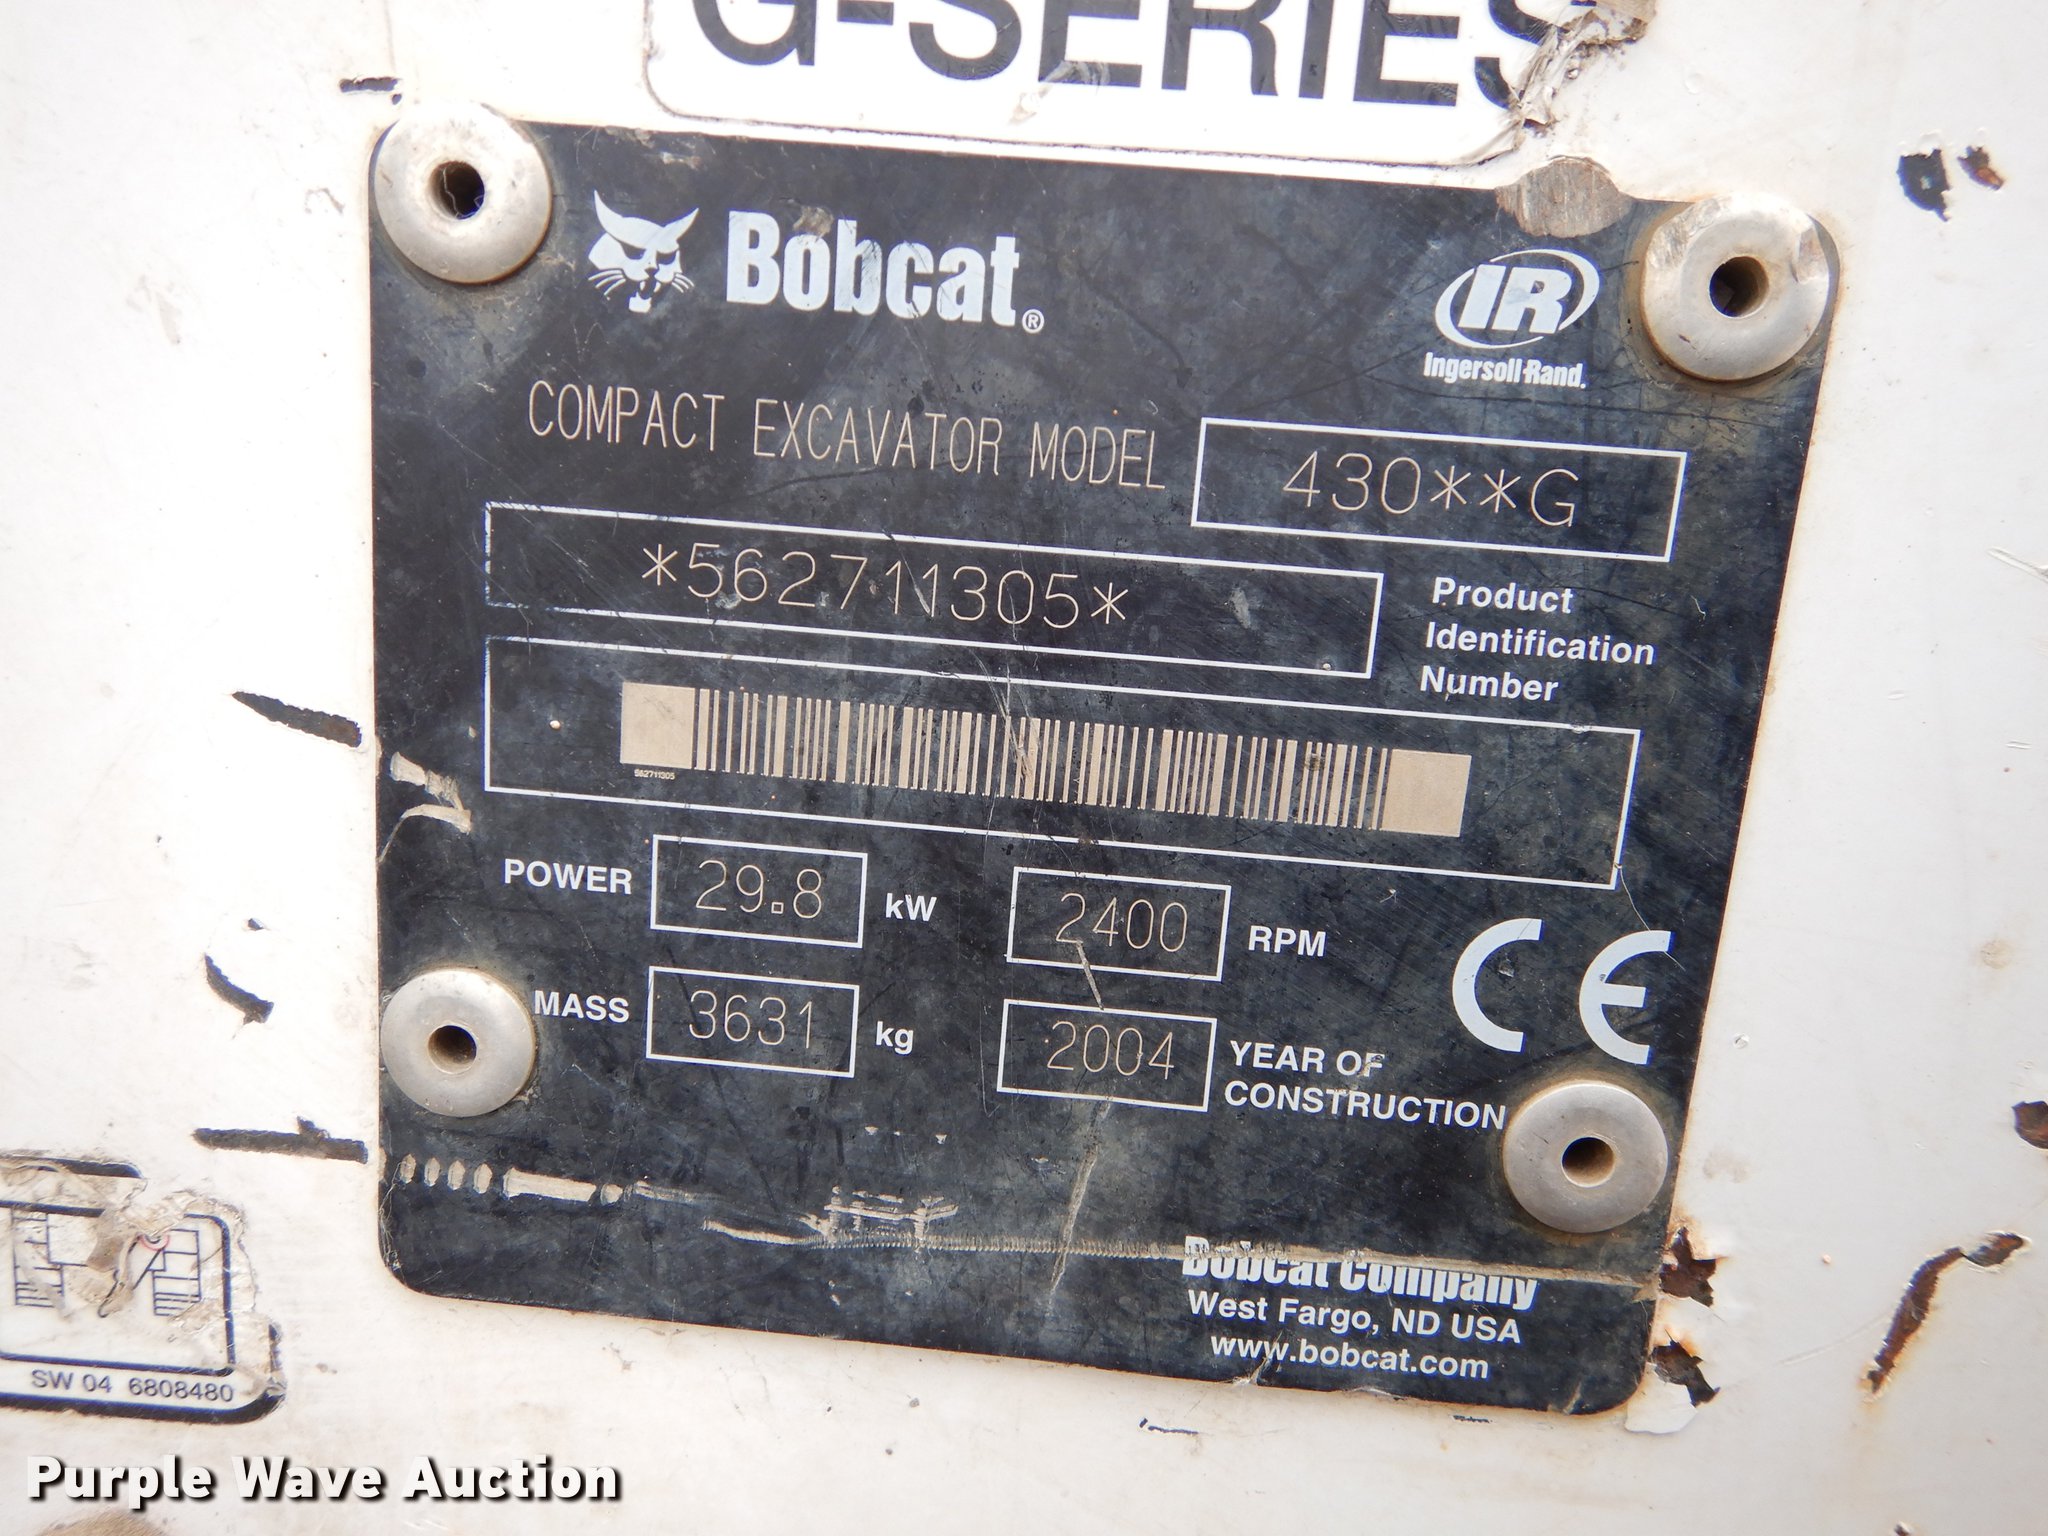 G-SERIES
Bobcat®
IR
Ingersoll-Rand.
COMPACT EXCAVATOR MODEL 430**G
*562711305*
Product
Identification
Number
562711305
POWER 29.8 kW 2400 RPM
MASS 3631 kg 2004 YEAR OF
CONSTRUCTION
CE
Bobcat Company
West Fargo, ND USA
www.bobcat.com
SW 04 6808480
Purple Wave Auction